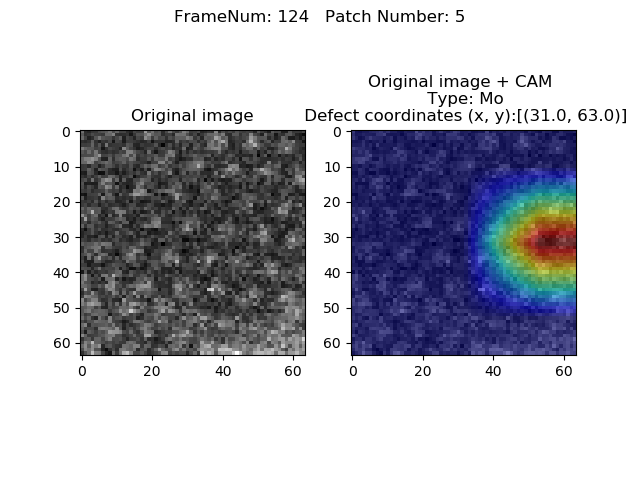 FrameNum: 124   Patch Number: 5
Original image
Original image + CAM
Type: Mo
Defect coordinates (x, y):[(31.0, 63.0)]
0
10
20
30
40
50
60
0 20 40 60
0
10
20
30
40
50
60
0 20 40 60